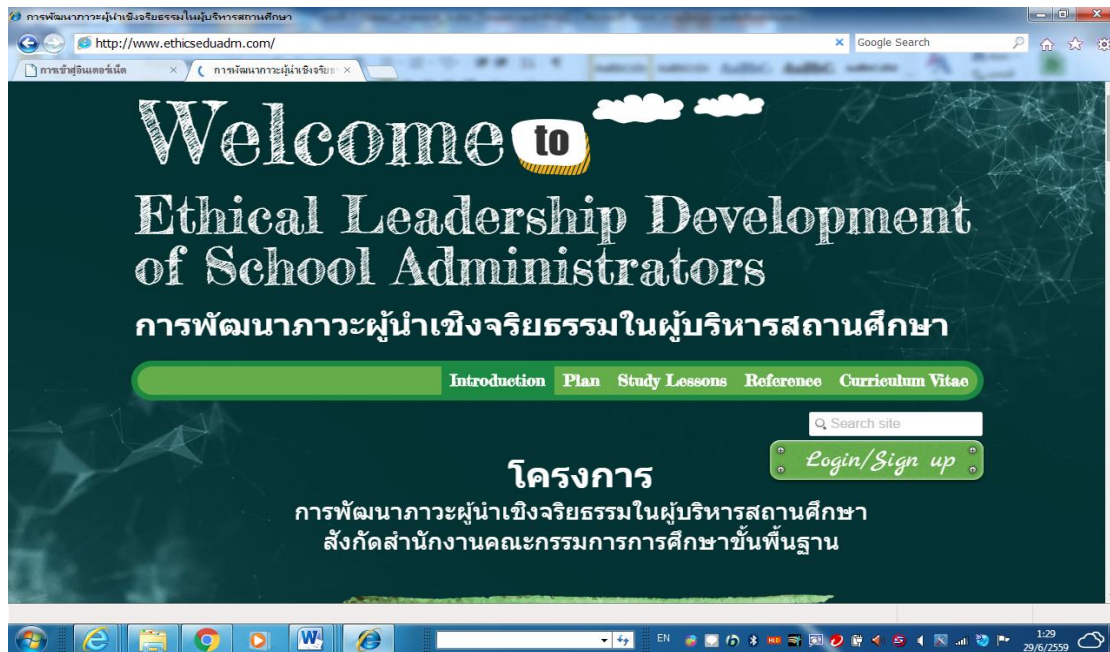 การพัฒนาภาวะผู้นำเชิงจริยธรรมในผู้บริหารสถานศึกษา
http://www.ethicseduadm.com/
Google Search
การเข้าสู่อินเตอร์เน็ต
การพัฒนาภาวะผู้นำเชิงจริยธ
Welcome to
Ethical Leadership Development
of School Administrators
การพัฒนาภาวะผู้นำเชิงจริยธรรมในผู้บริหารสถานศึกษา
Introduction Plan Study Lessons Reference Curriculum Vitae
Search site
Login/Sign up
โครงการ
การพัฒนาภาวะผู้นำเชิงจริยธรรมในผู้บริหารสถานศึกษา
สังกัดสำนักงานคณะกรรมการการศึกษาขั้นพื้นฐาน
EN
1:29
29/6/2559